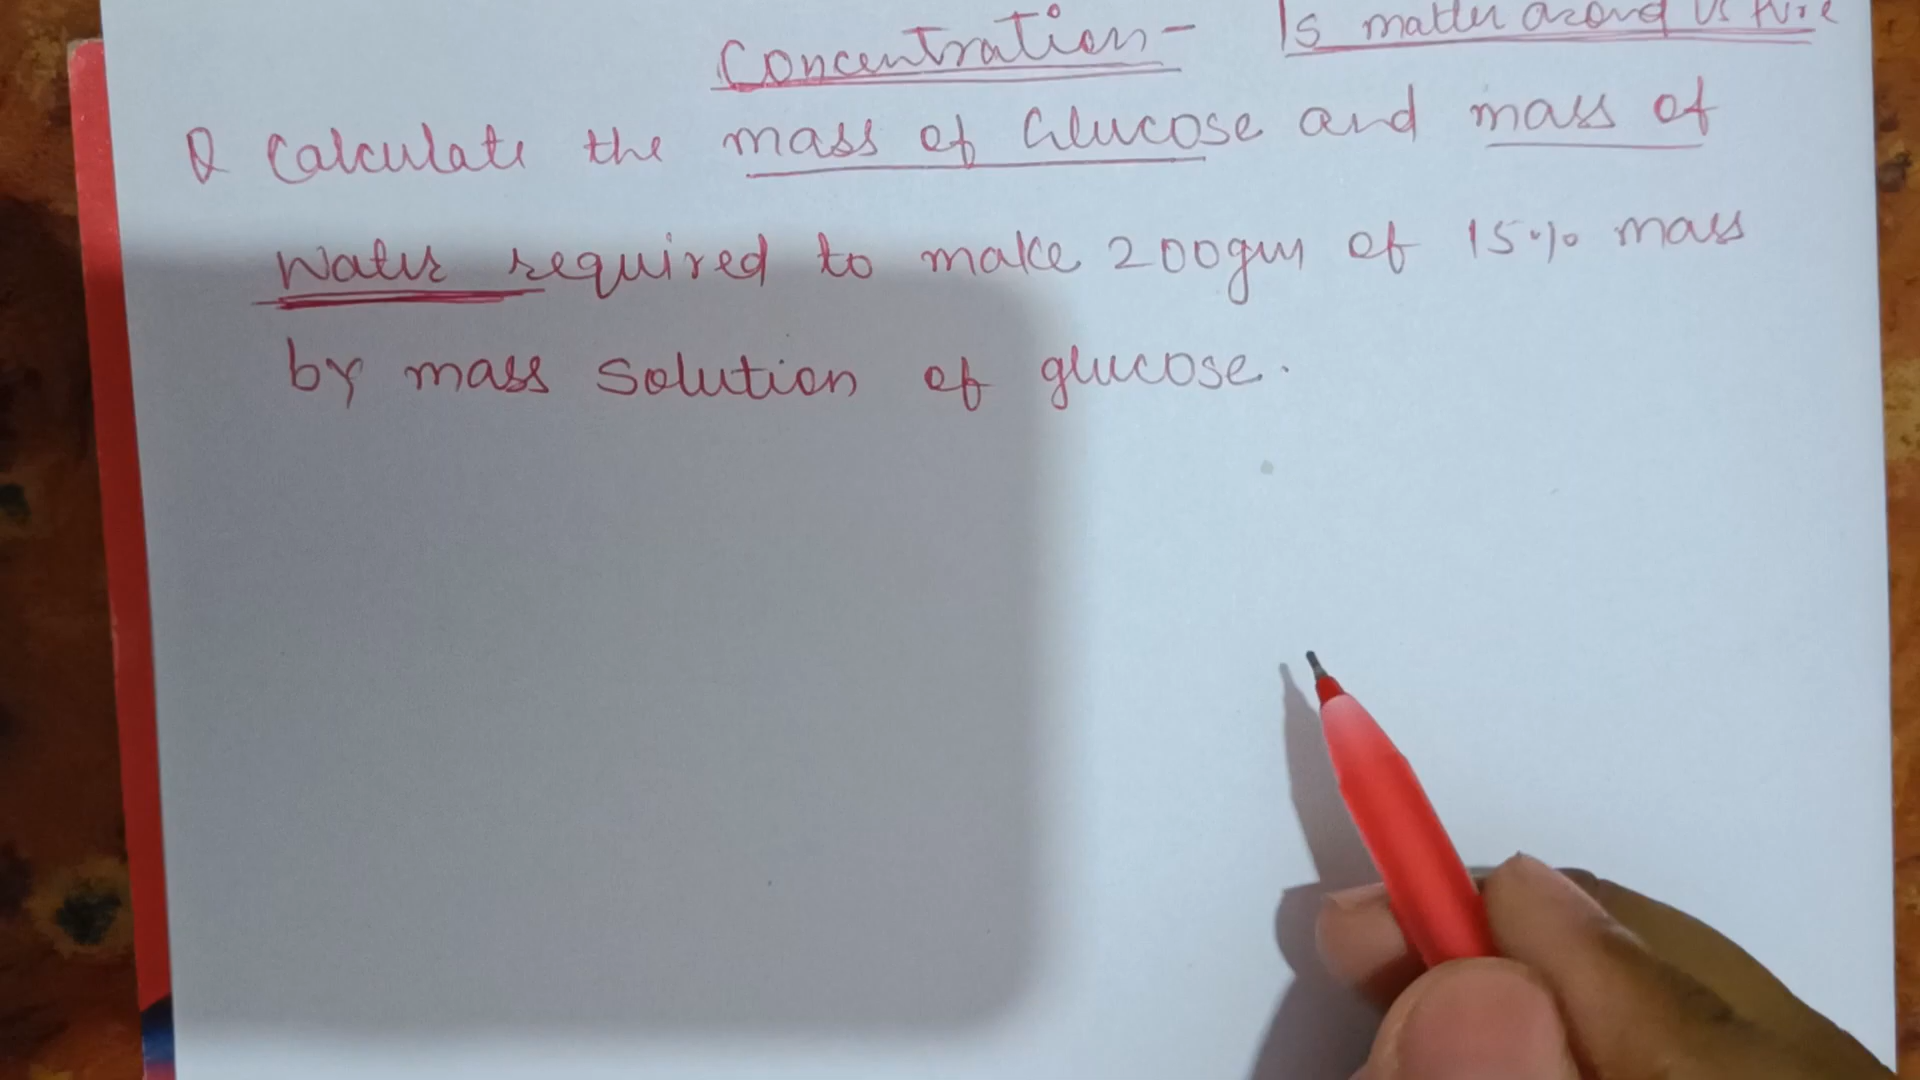 Concentration - Is matter around us Pure
Q Calculate the mass of Glucose and mass of
Water required to make 200gm of 15% mass
by mass solution of glucose.